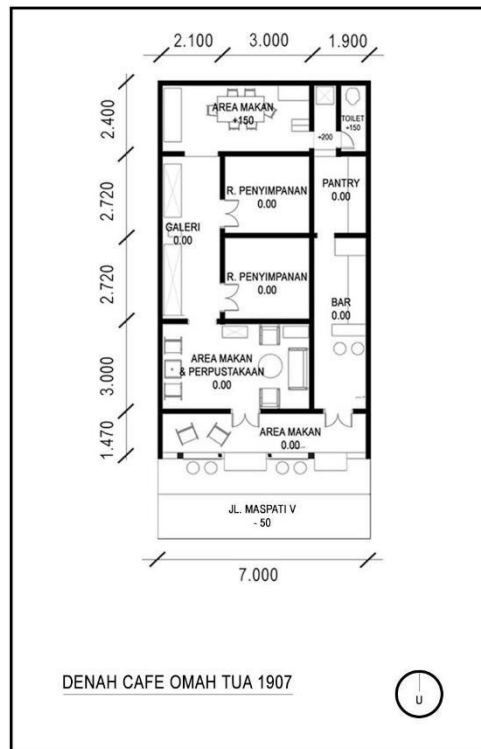 2.100 3.000 1.900
2.400
AREA MAKAN
+150
TOILET
+150
+200
2.720
R. PENYIMPANAN
0.00
PANTRY
0.00
GALERI
0.00
2.720
R. PENYIMPANAN
0.00
BAR
0.00
3.000
AREA MAKAN
& PERPUSTAKAAN
0.00
1.470
AREA MAKAN
0.00
JL. MASPATI V
- 50
7.000
DENAH CAFE OMAH TUA 1907
U